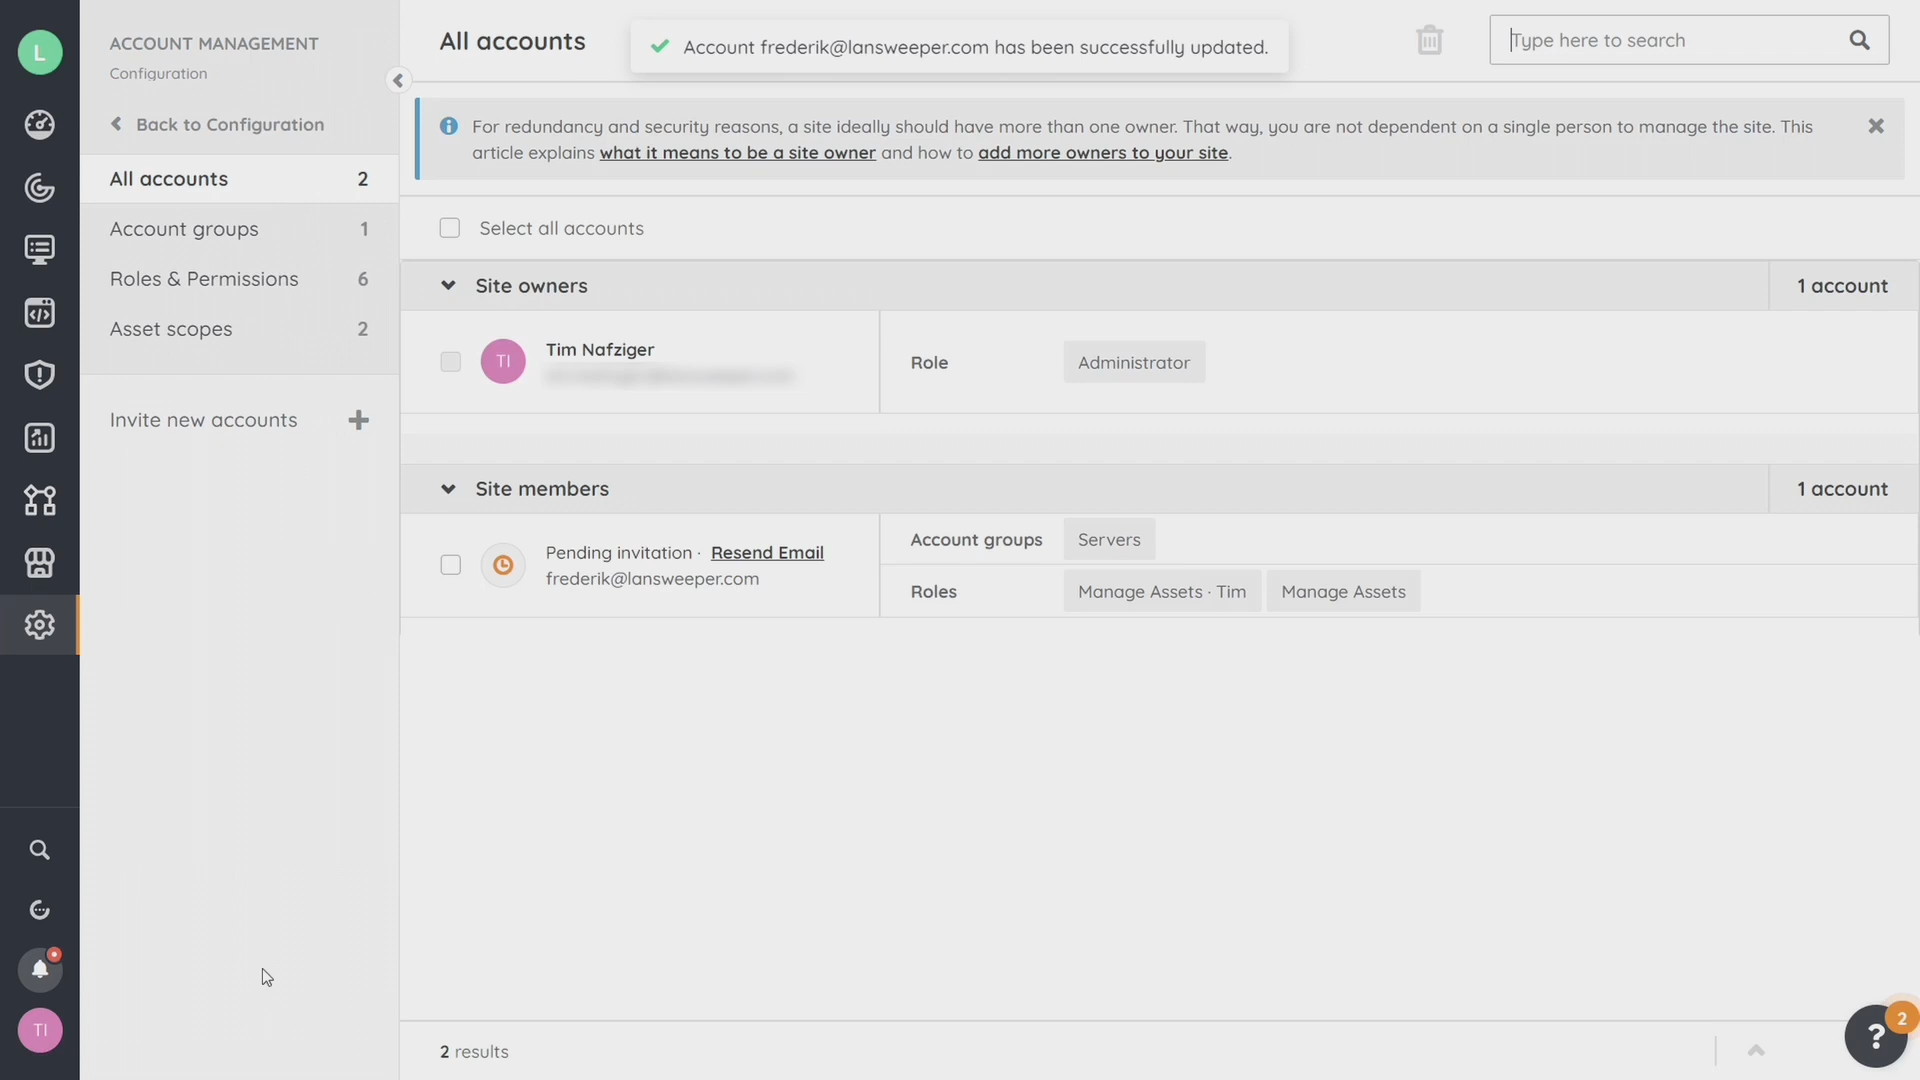 L
ACCOUNT MANAGEMENT
Configuration
Back to Configuration
All accounts 2
Account groups 1
Roles & Permissions 6
Asset scopes 2
Invite new accounts
TI
All accounts
Account frederik@lansweeper.com has been successfully updated.
Type here to search
For redundancy and security reasons, a site ideally should have more than one owner. That way, you are not dependent on a single person to manage the site. This
article explains what it means to be a site owner and how to add more owners to your site.
Select all accounts
Site owners 1 account
TI Tim Nafziger Role Administrator
Site members 1 account
Pending invitation · Resend Email
frederik@lansweeper.com
Account groups Servers
Roles Manage Assets · Tim Manage Assets
2 results
? 2